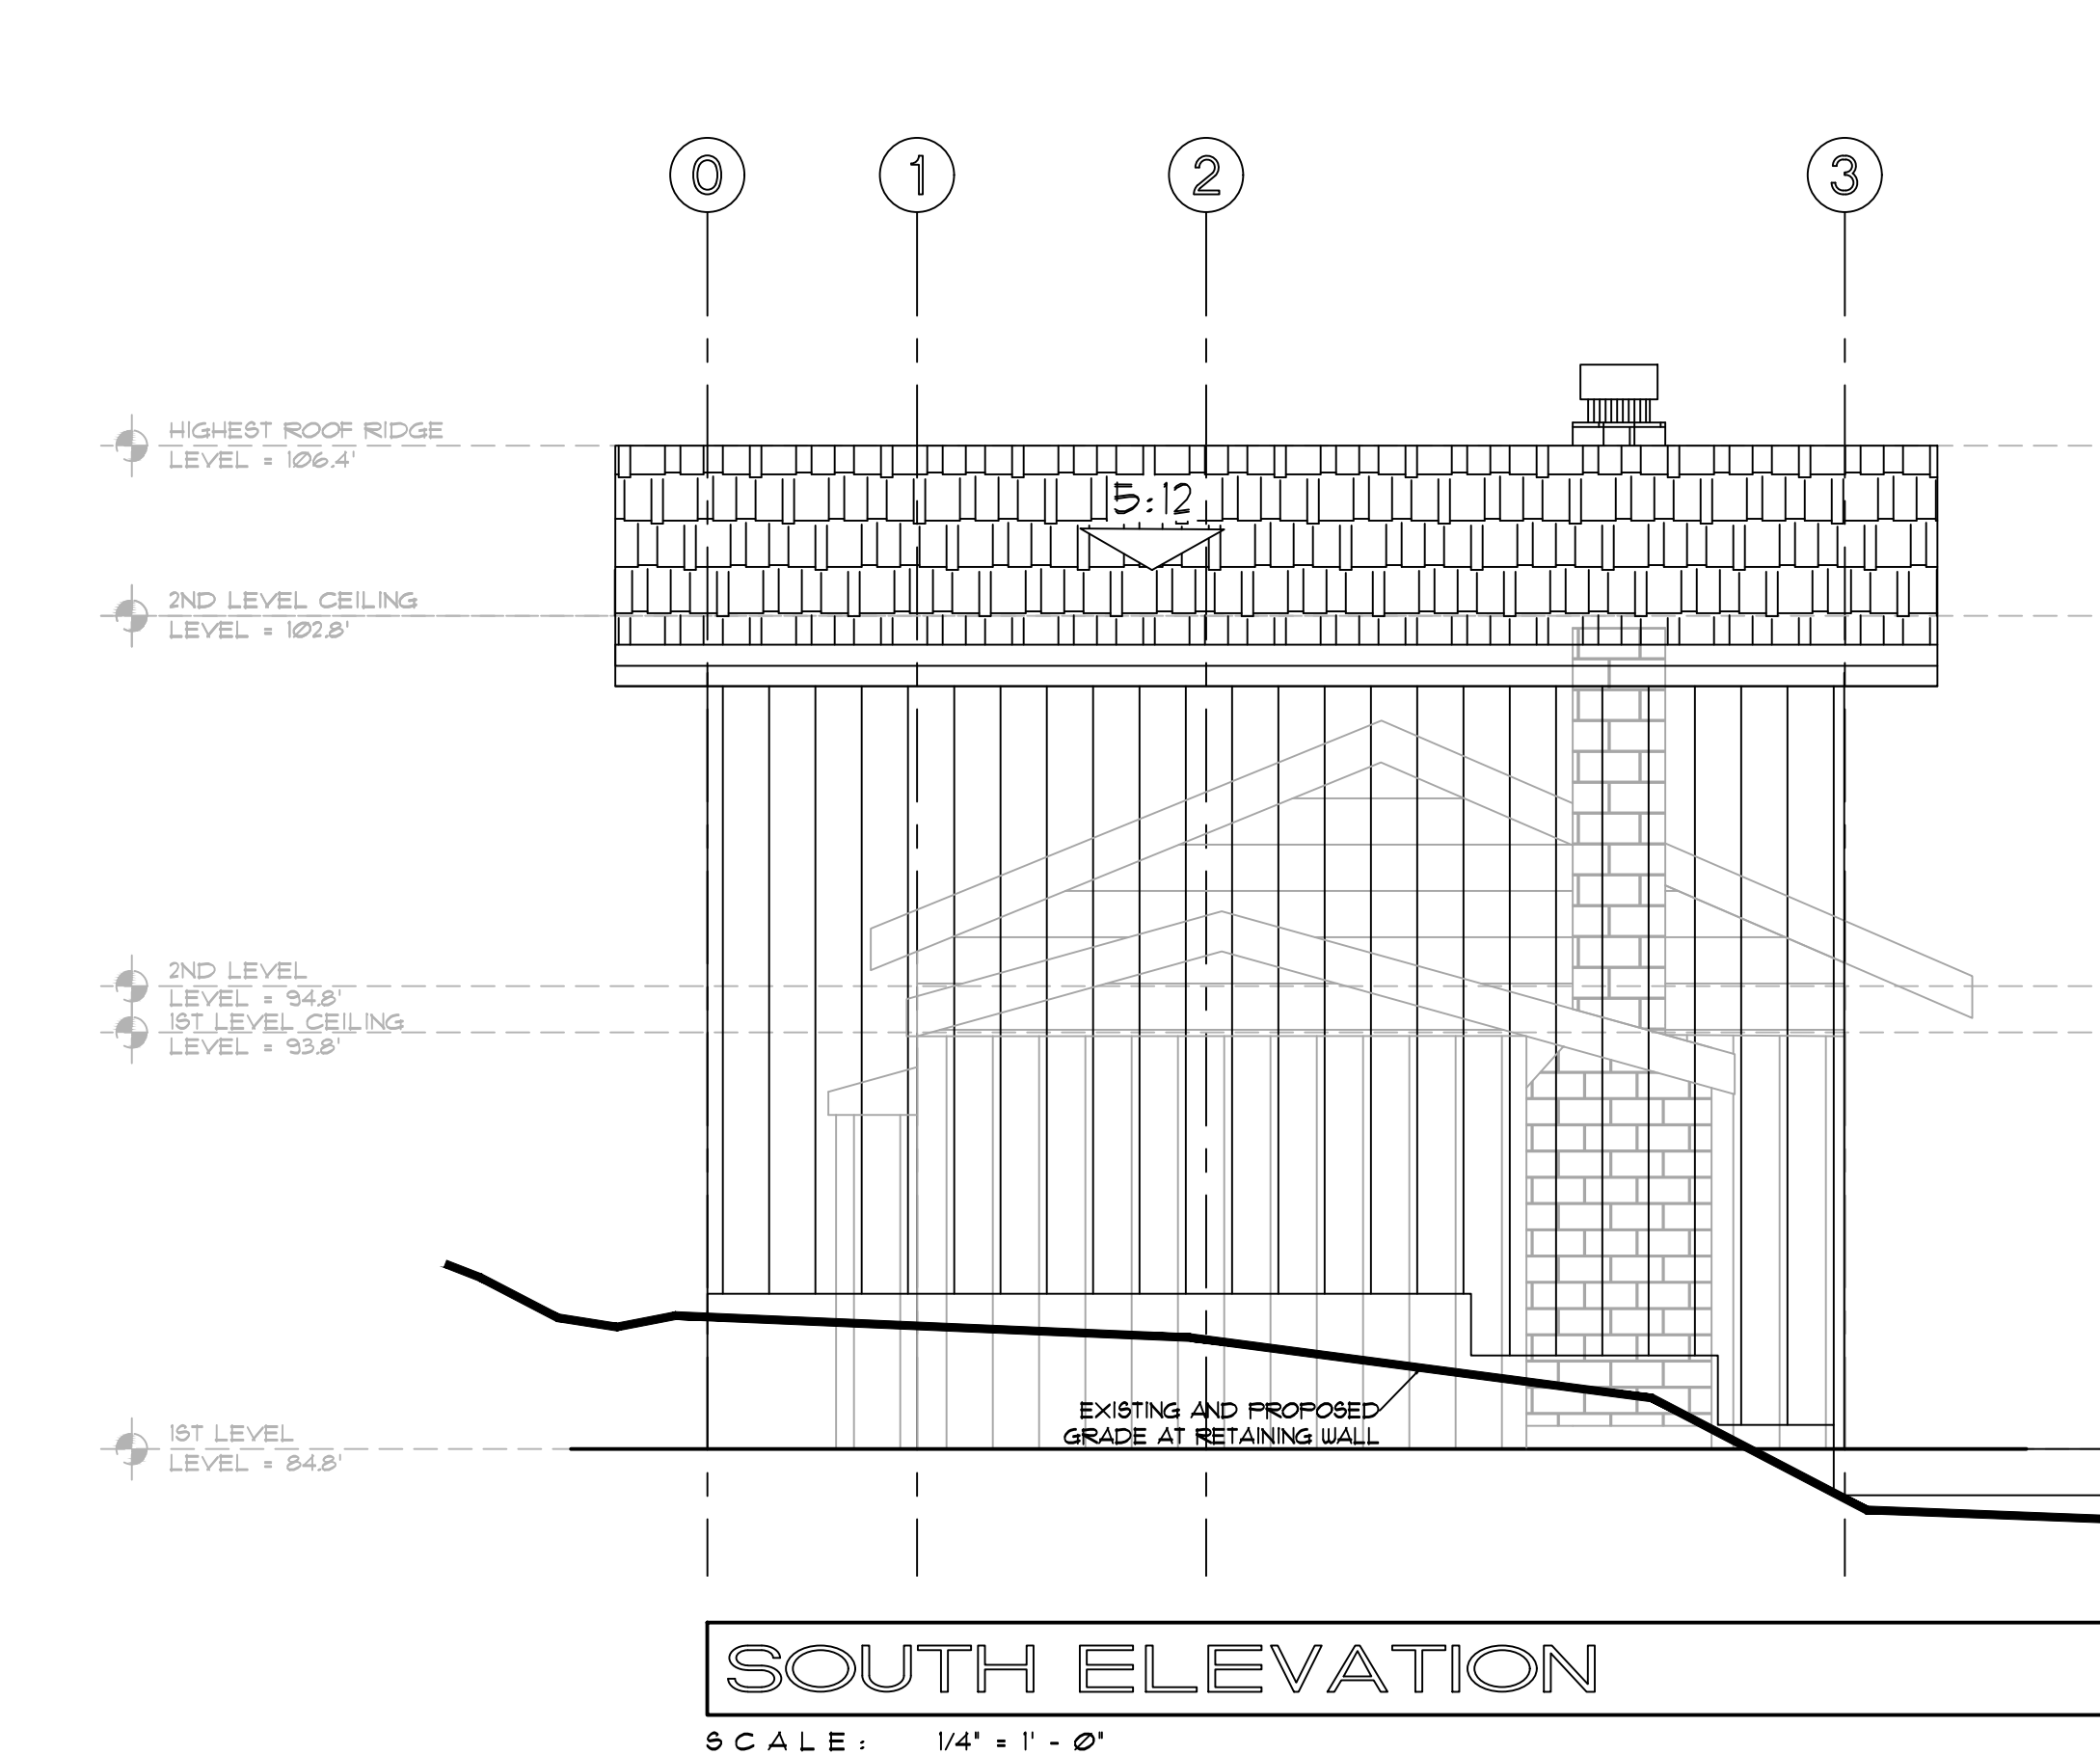 0 1 2 3
HIGHEST ROOF RIDGE
LEVEL = 106.4'
5:12
2ND LEVEL CEILING
LEVEL = 102.8'
2ND LEVEL
LEVEL = 94.8'
1ST LEVEL CEILING
LEVEL = 93.8'
EXISTING AND PROPOSED
GRADE AT RETAINING WALL
1ST LEVEL
LEVEL = 84.8'
SOUTH ELEVATION
SCALE: 1/4" = 1' - 0"